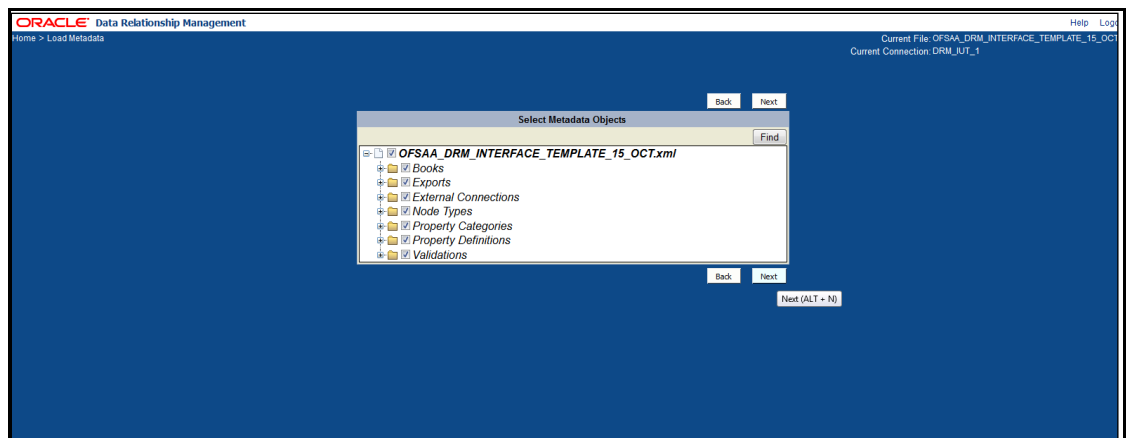 ORACLE Data Relationship Management
Help Logo
Home > Load Metadata
Current File: OFSAA_DRM_INTERFACE_TEMPLATE_15_OCT
Current Connection: DRM_IUT_1
Back Next
Select Metadata Objects
Find
OFSAA_DRM_INTERFACE_TEMPLATE_15_OCT.xml
Books
Exports
External Connections
Node Types
Property Categories
Property Definitions
Validations
Back Next
Next (ALT + N)